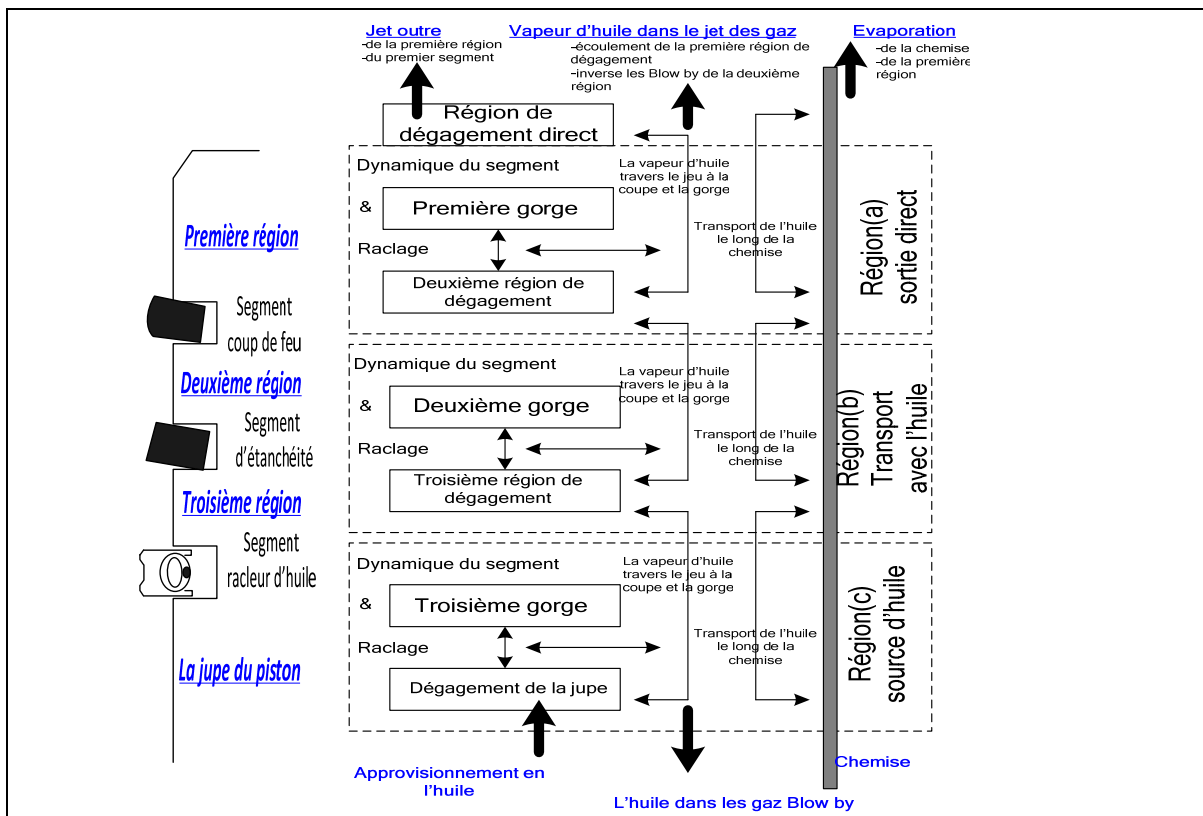 Jet outre
-de la première région
-du premier segment
Vapeur d'huile dans le jet des gaz
-écoulement de la première région de
dégagement
-inverse les Blow by de la deuxième
région
Evaporation
-de la chemise
-de la première
région
Région de
dégagement direct
Première région
Segment
coup de feu
Deuxième région
Segment
d'étanchéité
Troisième région
Segment
racleur d'huile
La jupe du piston
Dynamique du segment
&
Première gorge
Raclage
Deuxième région de
dégagement
La vapeur d'huile
travers le jeu à la
coupe et la gorge
Transport de l'huile
le long de la
chemise
Région(a)
sortie direct
Dynamique du segment
&
Deuxième gorge
Raclage
Troisième région de
dégagement
La vapeur d'huile
travers le jeu à la
coupe et la gorge
Transport de l'huile
le long de la
chemise
Région(b)
Transport
avec l'huile
Dynamique du segment
&
Troisième gorge
Raclage
Dégagement de la jupe
La vapeur d'huile
travers le jeu à la
coupe et la gorge
Transport de l'huile
le long de la
chemise
Région(c)
source d'huile
Approvisionnement en
l'huile
L'huile dans les gaz Blow by
Chemise